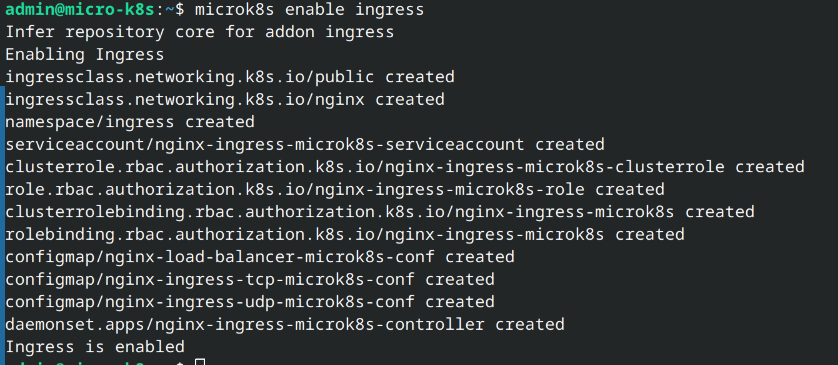 admin@micro-k8s:~$ microk8s enable ingress
Infer repository core for addon ingress
Enabling Ingress
ingressclass.networking.k8s.io/public created
ingressclass.networking.k8s.io/nginx created
namespace/ingress created
serviceaccount/nginx-ingress-microk8s-serviceaccount created
clusterrole.rbac.authorization.k8s.io/nginx-ingress-microk8s-clusterrole created
role.rbac.authorization.k8s.io/nginx-ingress-microk8s-role created
clusterrolebinding.rbac.authorization.k8s.io/nginx-ingress-microk8s created
rolebinding.rbac.authorization.k8s.io/nginx-ingress-microk8s created
configmap/nginx-load-balancer-microk8s-conf created
configmap/nginx-ingress-tcp-microk8s-conf created
configmap/nginx-ingress-udp-microk8s-conf created
daemonset.apps/nginx-ingress-microk8s-controller created
Ingress is enabled